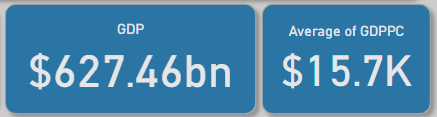 GDP
$627.46bn
Average of GDPPC
$15.7K